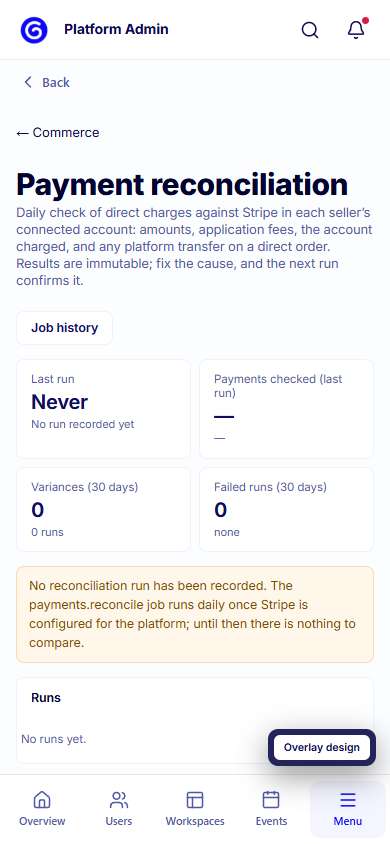 Platform Admin
Back
← Commerce
Payment reconciliation
Daily check of direct charges against Stripe in each seller's
connected account: amounts, application fees, the account
charged, and any platform transfer on a direct order.
Results are immutable; fix the cause, and the next run
confirms it.
Job history
Last run
Never
No run recorded yet
Payments checked (last
run)
—
—
Variances (30 days)
0
0 runs
Failed runs (30 days)
0
none
No reconciliation run has been recorded. The
payments.reconcile job runs daily once Stripe is
configured for the platform; until then there is nothing to
compare.
Runs
No runs yet.
Overlay design
Overview
Users
Workspaces
Events
Menu